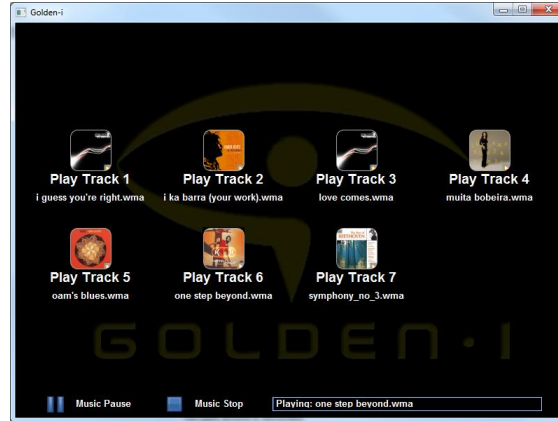 Golden-i
Play Track 1
Play Track 2
Play Track 3
Play Track 4
i guess you're right.wma
i ka barra (your work).wma
love comes.wma
muita bobeira.wma
Play Track 5
Play Track 6
Play Track 7
oam's blues.wma
one step beyond.wma
symphony_no_3.wma
GOLDEN-i
Music Pause
Music Stop
Playing: one step beyond.wma